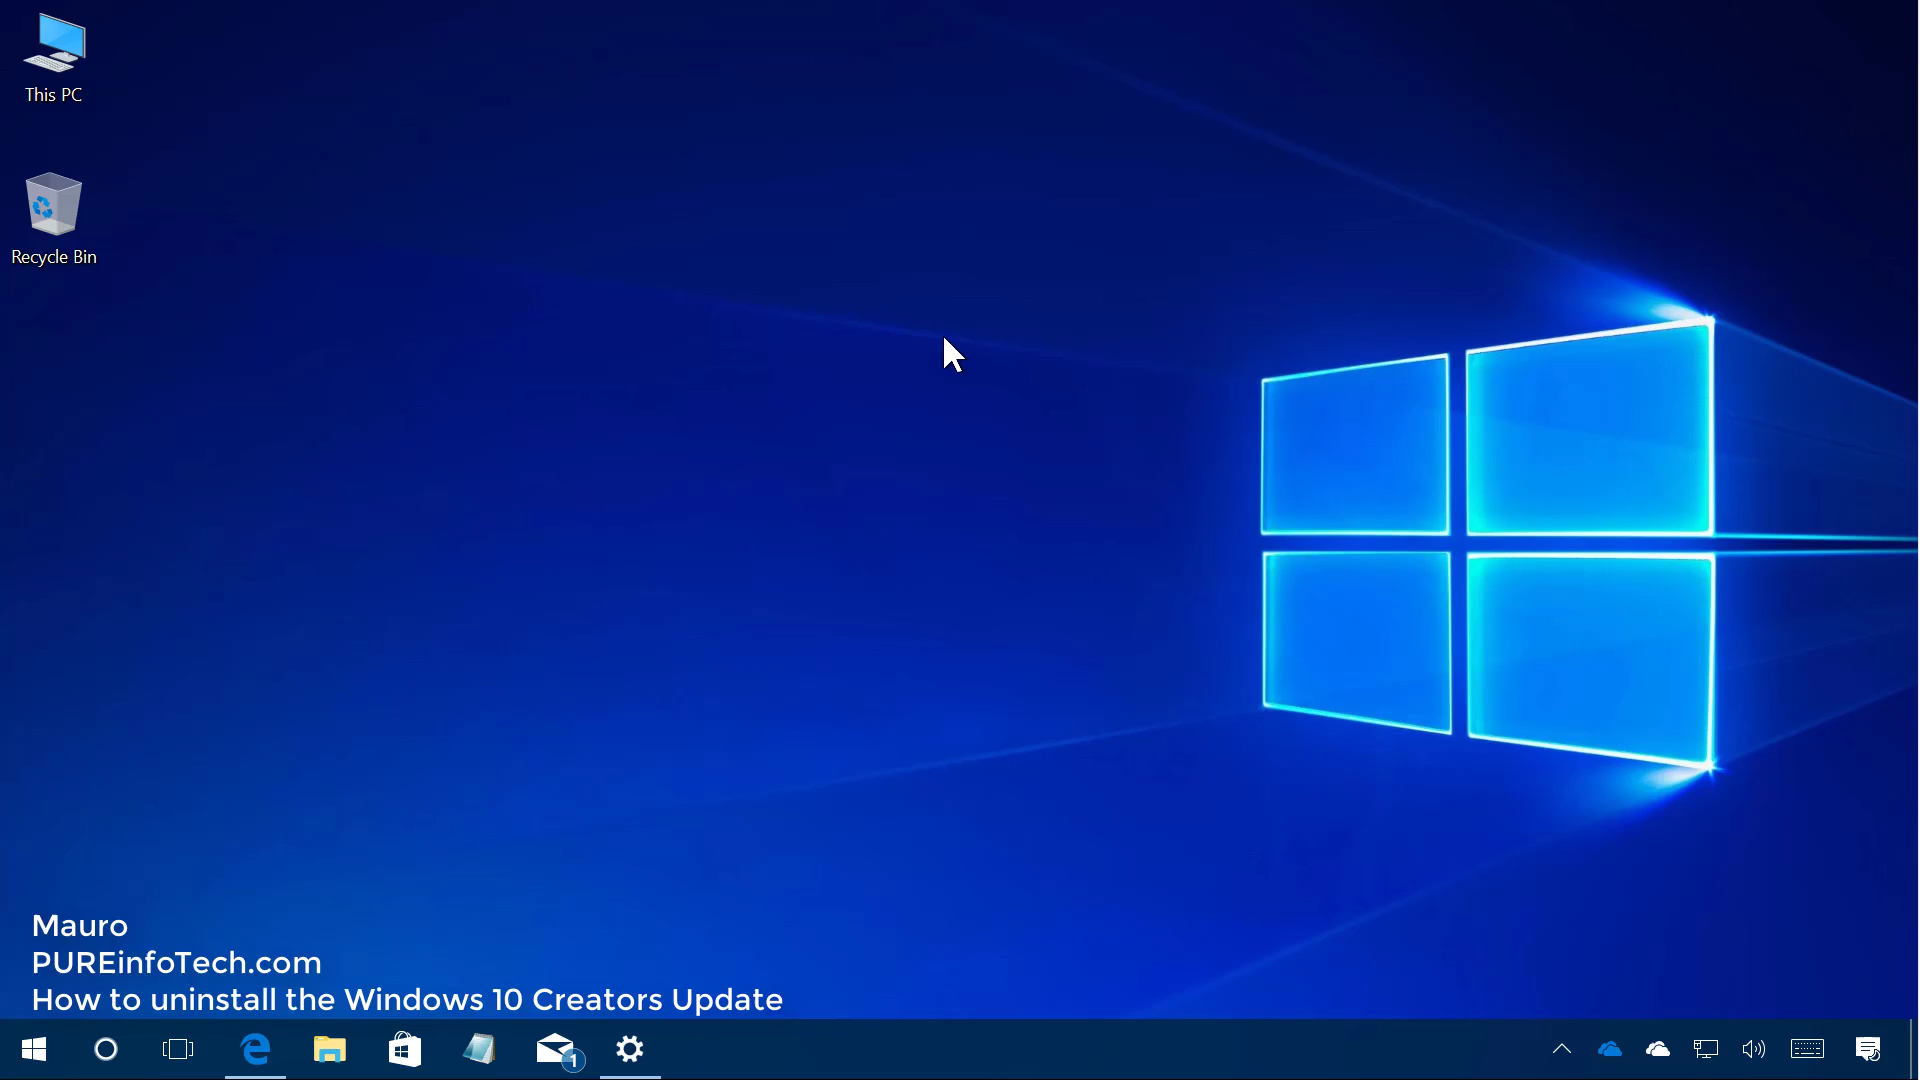 This PC
Recycle Bin
Mauro
PUREinfoTech.com
How to uninstall the Windows 10 Creators Update
1